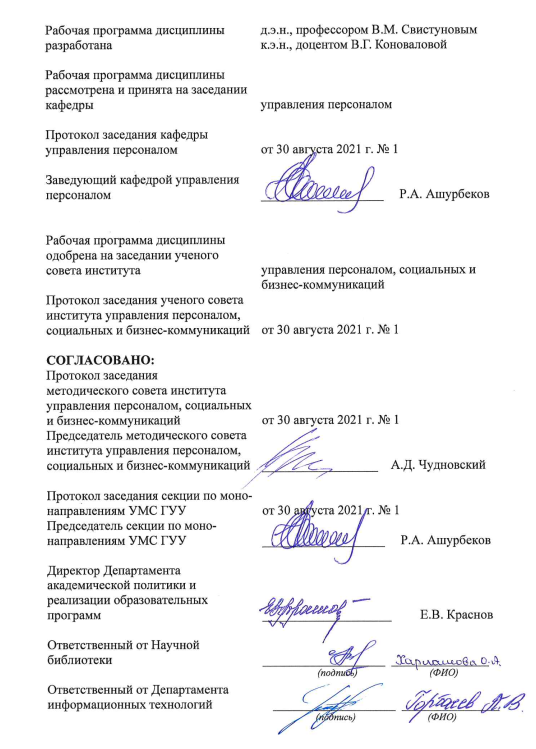 Рабочая программа дисциплины д.э.н., профессором В.М. Свистуновым
разработана к.э.н., доцентом В.Г. Коноваловой
Рабочая программа дисциплины
рассмотрена и принята на заседании
кафедры управления персоналом
Протокол заседания кафедры
управления персоналом от 30 августа 2021 г. № 1
Заведующий кафедрой управления
персоналом Р.А. Ашурбеков
Рабочая программа дисциплины
одобрена на заседании ученого
совета института управления персоналом, социальных и
бизнес-коммуникаций
Протокол заседания ученого совета
института управления персоналом,
социальных и бизнес-коммуникаций от 30 августа 2021 г. № 1
СОГЛАСОВАНО:
Протокол заседания
методического совета института
управления персоналом, социальных
и бизнес-коммуникаций от 30 августа 2021 г. № 1
Председатель методического совета
института управления персоналом,
социальных и бизнес-коммуникаций А.Д. Чудновский
Протокол заседания секции по моно-
направлениям УМС ГУУ от 30 августа 2021 г. № 1
Председатель секции по моно-
направлениям УМС ГУУ Р.А. Ашурбеков
Директор Департамента
академической политики и
реализации образовательных
программ Е.В. Краснов
Ответственный от Научной
библиотеки О.А.
(подпись) (ФИО)
Ответственный от Департамента
информационных технологий Горбачев А.В.
(подпись) (ФИО)